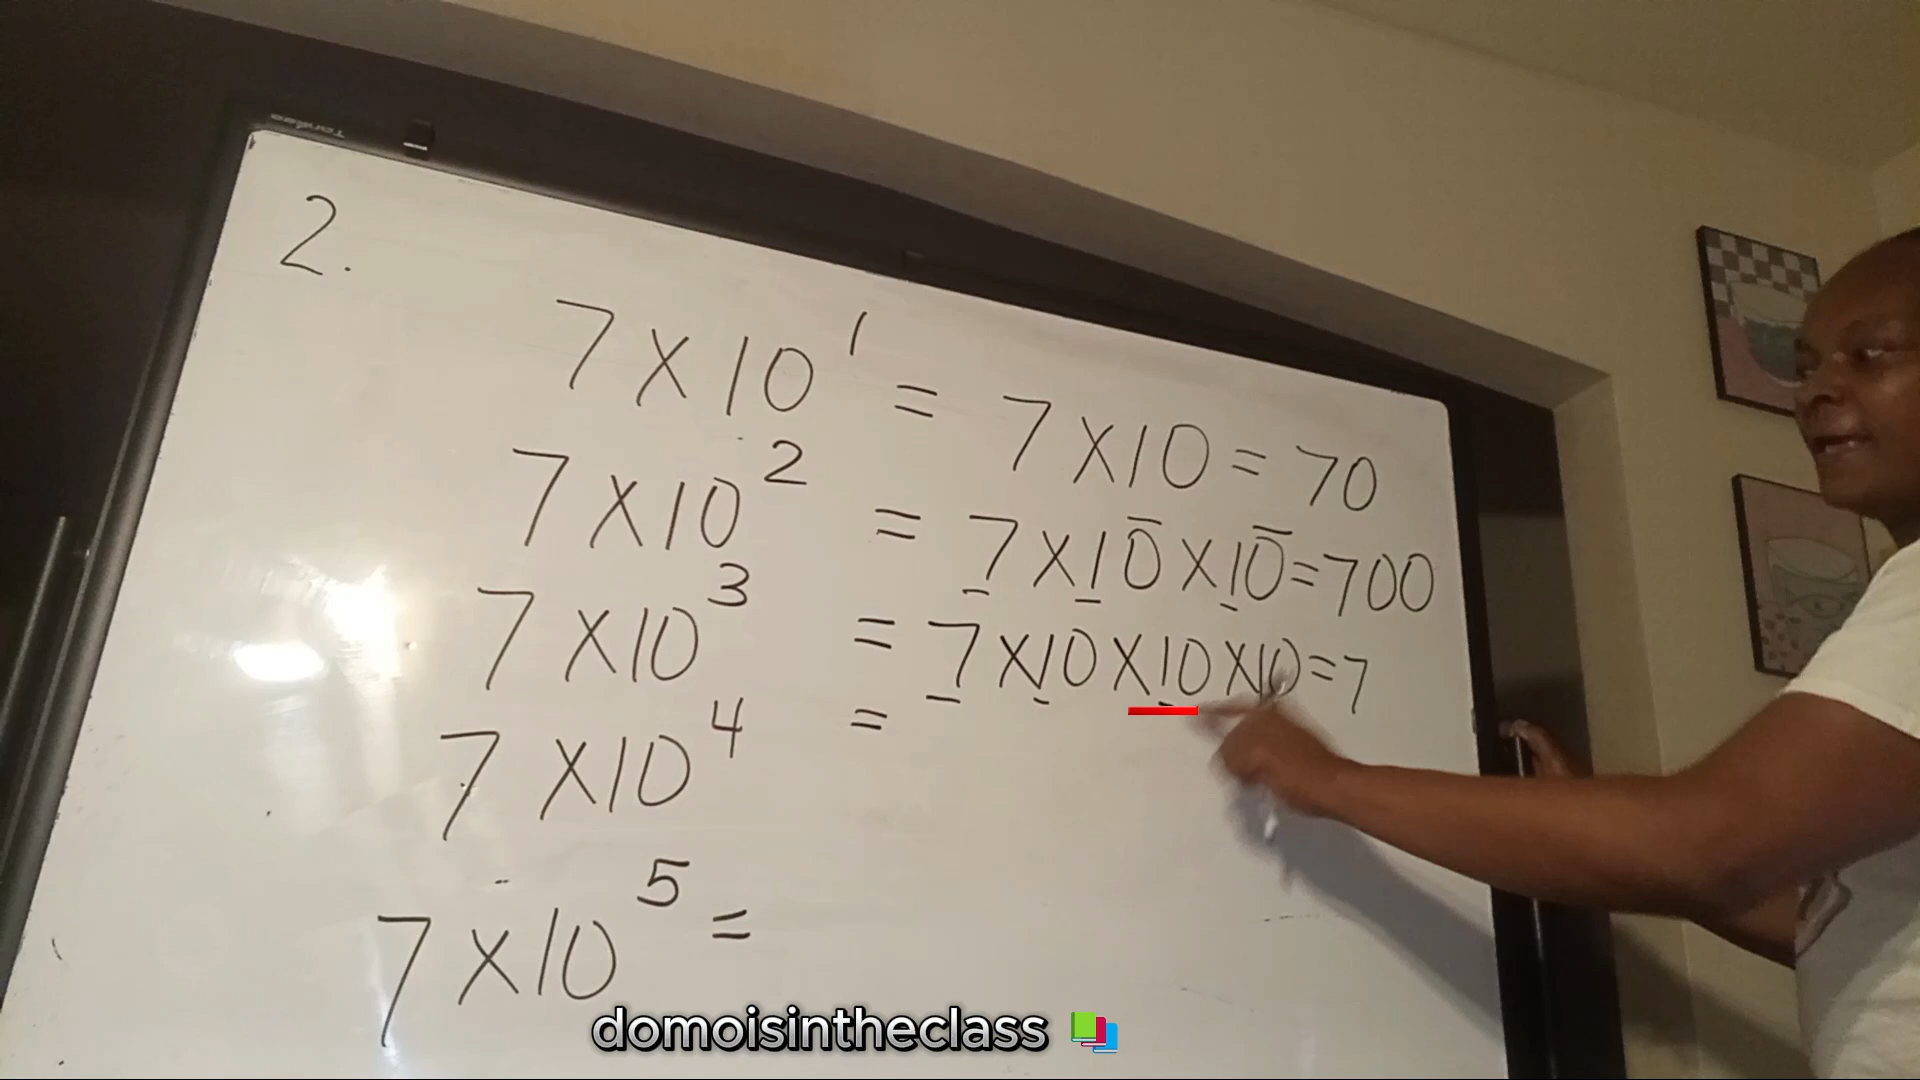 2.
7 x 10¹ = 7 x 10 = 70
7 x 10² = 7 x 10 x 10 = 700
7 x 10³ = 7 x 10 x 10 x 10 = 7
7 x 10⁴ =
7 x 10⁵ =
domoisintheclass